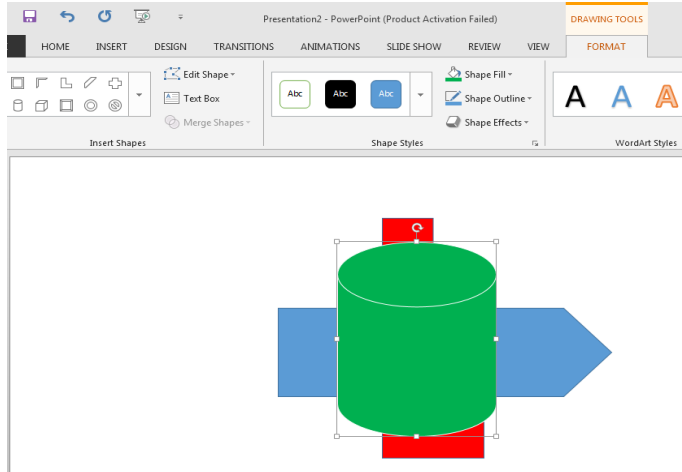 Presentation2 - PowerPoint (Product Activation Failed)
DRAWING TOOLS
HOME INSERT DESIGN TRANSITIONS ANIMATIONS SLIDE SHOW REVIEW VIEW FORMAT
Edit Shape
Text Box
Merge Shapes
Insert Shapes
Abc Abc Abc
Shape Fill
Shape Outline
Shape Effects
Shape Styles
A A A
WordArt Styles